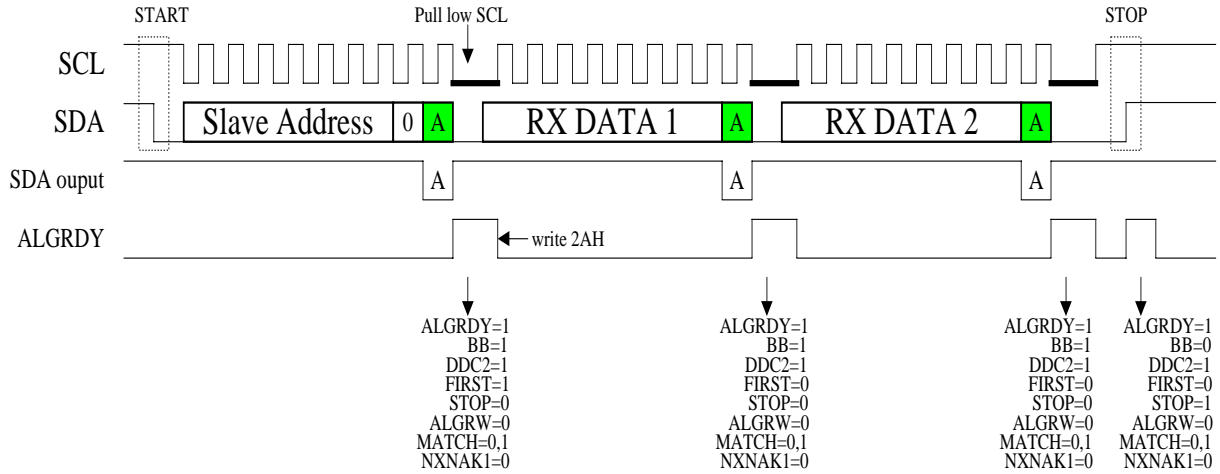 START
Pull low SCL
STOP
SCL
SDA
Slave Address
0
A
RX DATA 1
A
RX DATA 2
A
SDA ouput
A
A
A
ALGRDY
write 2AH
ALGRDY=1
BB=1
DDC2=1
FIRST=1
STOP=0
ALGRW=0
MATCH=0,1
NXNAK1=0
ALGRDY=1
BB=1
DDC2=1
FIRST=0
STOP=0
ALGRW=0
MATCH=0,1
NXNAK1=0
ALGRDY=1
BB=1
DDC2=1
FIRST=0
STOP=0
ALGRW=0
MATCH=0,1
NXNAK1=0
ALGRDY=1
BB=0
DDC2=1
FIRST=0
STOP=1
ALGRW=0
MATCH=0,1
NXNAK1=0